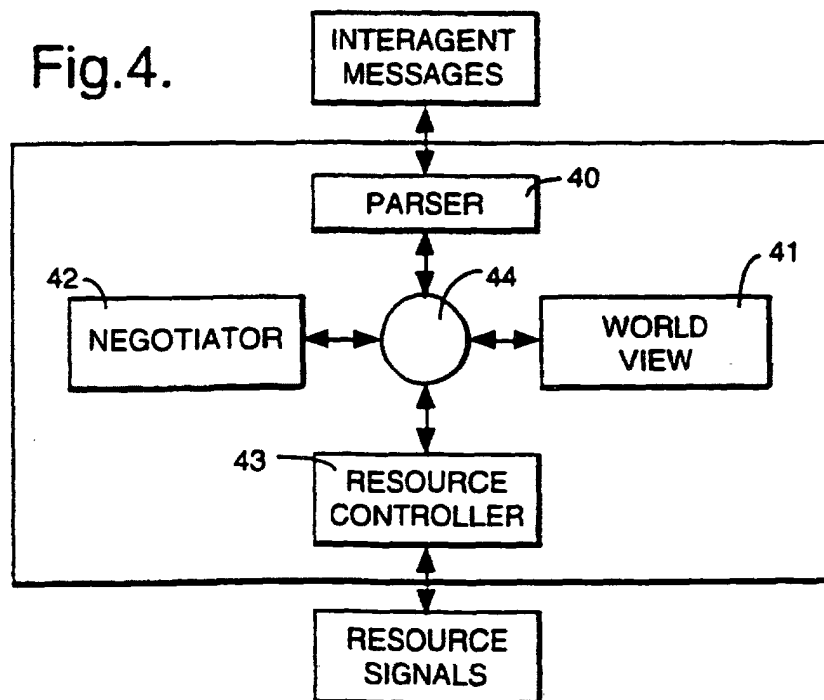 Fig.4.
INTERAGENT
MESSAGES
PARSER
40
42
44
41
NEGOTIATOR
WORLD
VIEW
43
RESOURCE
CONTROLLER
RESOURCE
SIGNALS